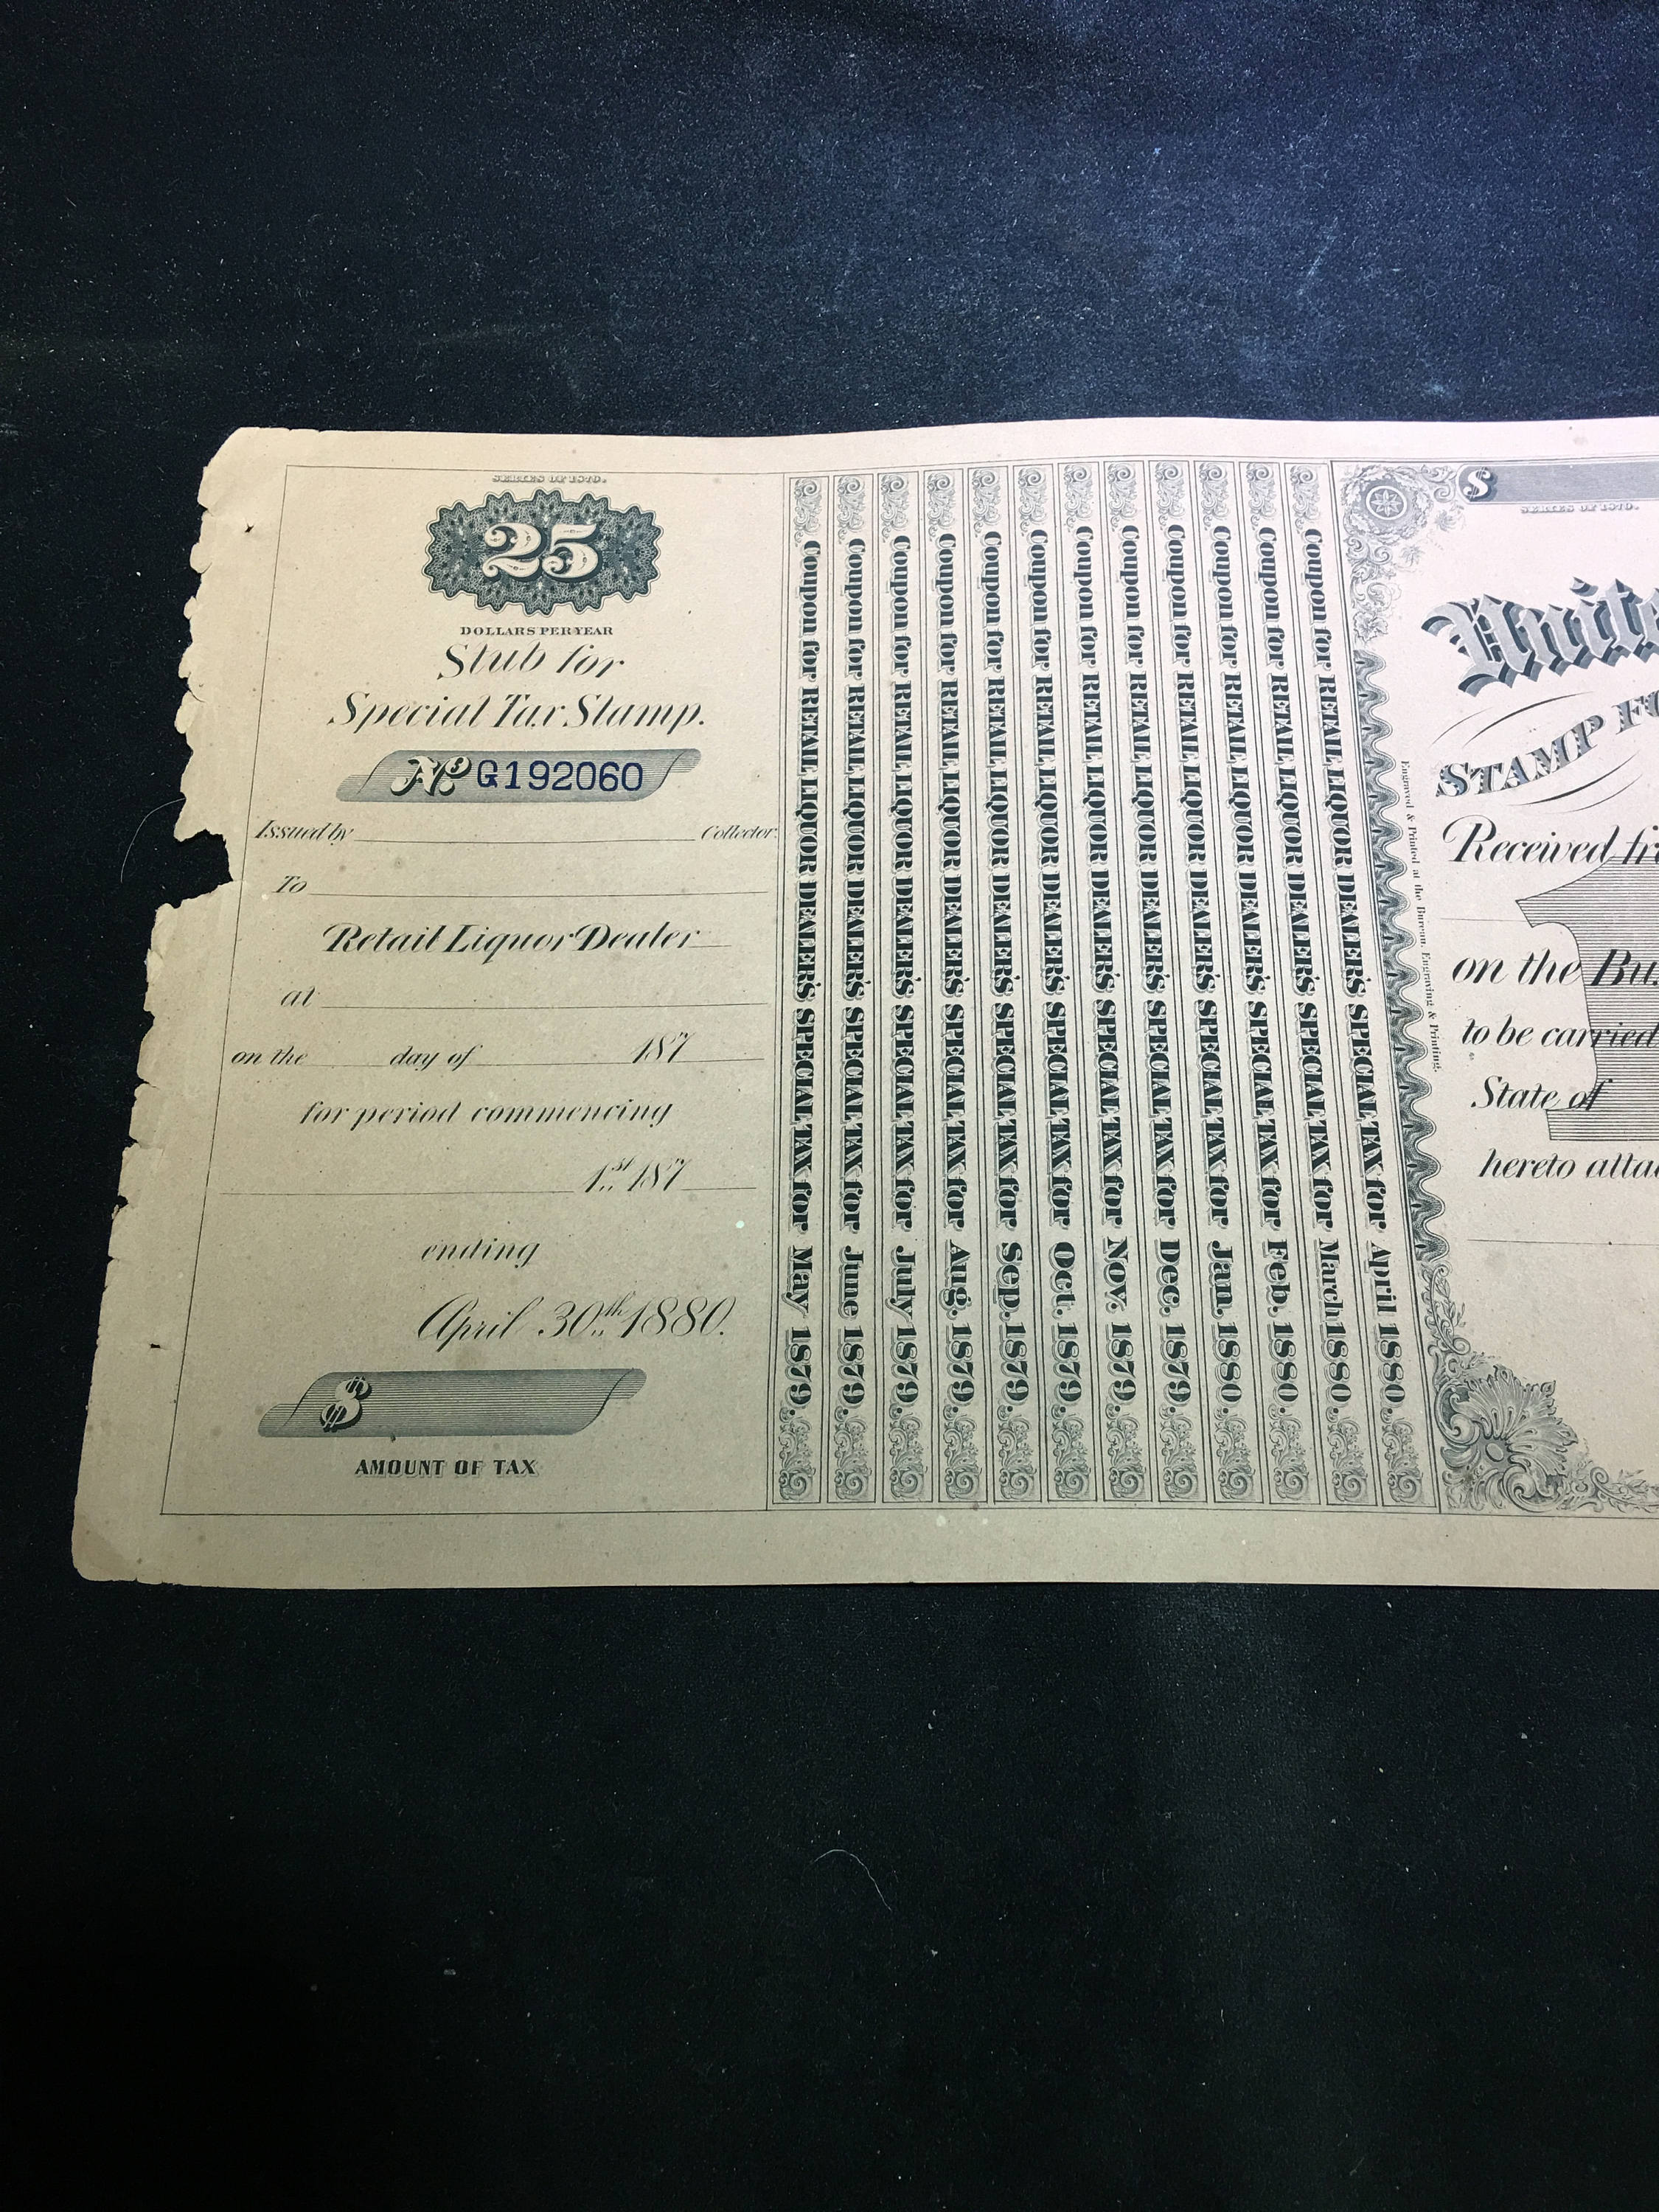 SERIES OF 1879.
25
DOLLARS PER YEAR
Stub for
Special Tax Stamp.
No. G192060
Issued by Collector.
To
Retail Liquor Dealer
at
on the day of 187
for period commencing
1st 187
ending
April 30th 1880.
$
AMOUNT OF TAX
Coupon for RETAIL LIQUOR DEALER'S SPECIAL TAX for May 1879.
Coupon for RETAIL LIQUOR DEALER'S SPECIAL TAX for June 1879.
Coupon for RETAIL LIQUOR DEALER'S SPECIAL TAX for July 1879.
Coupon for RETAIL LIQUOR DEALER'S SPECIAL TAX for Aug. 1879.
Coupon for RETAIL LIQUOR DEALER'S SPECIAL TAX for Sep. 1879.
Coupon for RETAIL LIQUOR DEALER'S SPECIAL TAX for Oct. 1879.
Coupon for RETAIL LIQUOR DEALER'S SPECIAL TAX for Nov. 1879.
Coupon for RETAIL LIQUOR DEALER'S SPECIAL TAX for Dec. 1879.
Coupon for RETAIL LIQUOR DEALER'S SPECIAL TAX for Jan. 1880.
Coupon for RETAIL LIQUOR DEALER'S SPECIAL TAX for Feb. 1880.
Coupon for RETAIL LIQUOR DEALER'S SPECIAL TAX for March 1880.
Coupon for RETAIL LIQUOR DEALER'S SPECIAL TAX for April 1880.
Engraved & Printed at the Bureau, Engraving & Printing.
$
SERIES OF 1879.
Unite
STAMP FO
Received fr
on the Bu
to be carried
State of
hereto atta